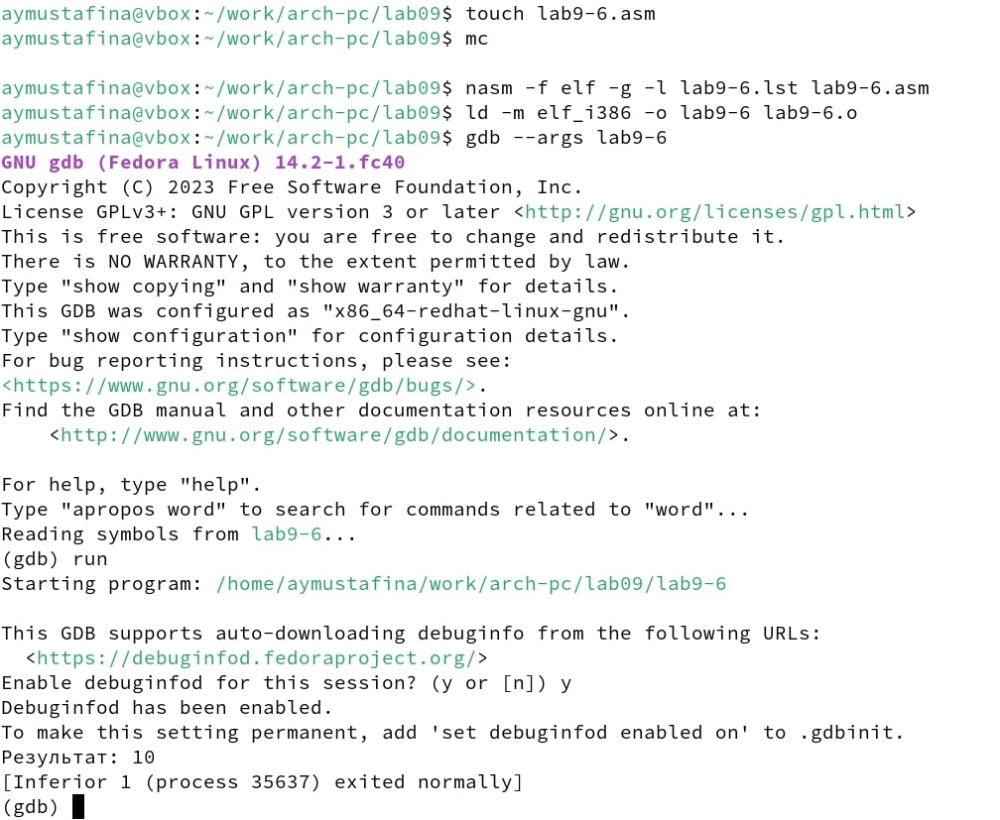 aymustafina@vbox:~/work/arch-pc/lab09$ touch lab9-6.asm
aymustafina@vbox:~/work/arch-pc/lab09$ mc
aymustafina@vbox:~/work/arch-pc/lab09$ nasm -f elf -g -l lab9-6.lst lab9-6.asm
aymustafina@vbox:~/work/arch-pc/lab09$ ld -m elf_i386 -o lab9-6 lab9-6.o
aymustafina@vbox:~/work/arch-pc/lab09$ gdb --args lab9-6
GNU gdb (Fedora Linux) 14.2-1.fc40
Copyright (C) 2023 Free Software Foundation, Inc.
License GPLv3+: GNU GPL version 3 or later <http://gnu.org/licenses/gpl.html>
This is free software: you are free to change and redistribute it.
There is NO WARRANTY, to the extent permitted by law.
Type "show copying" and "show warranty" for details.
This GDB was configured as "x86_64-redhat-linux-gnu".
Type "show configuration" for configuration details.
For bug reporting instructions, please see:
<https://www.gnu.org/software/gdb/bugs/>.
Find the GDB manual and other documentation resources online at:
    <http://www.gnu.org/software/gdb/documentation/>.
For help, type "help".
Type "apropos word" to search for commands related to "word"...
Reading symbols from lab9-6...
(gdb) run
Starting program: /home/aymustafina/work/arch-pc/lab09/lab9-6
This GDB supports auto-downloading debuginfo from the following URLs:
  <https://debuginfod.fedoraproject.org/>
Enable debuginfod for this session? (y or [n]) y
Debuginfod has been enabled.
To make this setting permanent, add 'set debuginfod enabled on' to .gdbinit.
Результат: 10
[Inferior 1 (process 35637) exited normally]
(gdb)